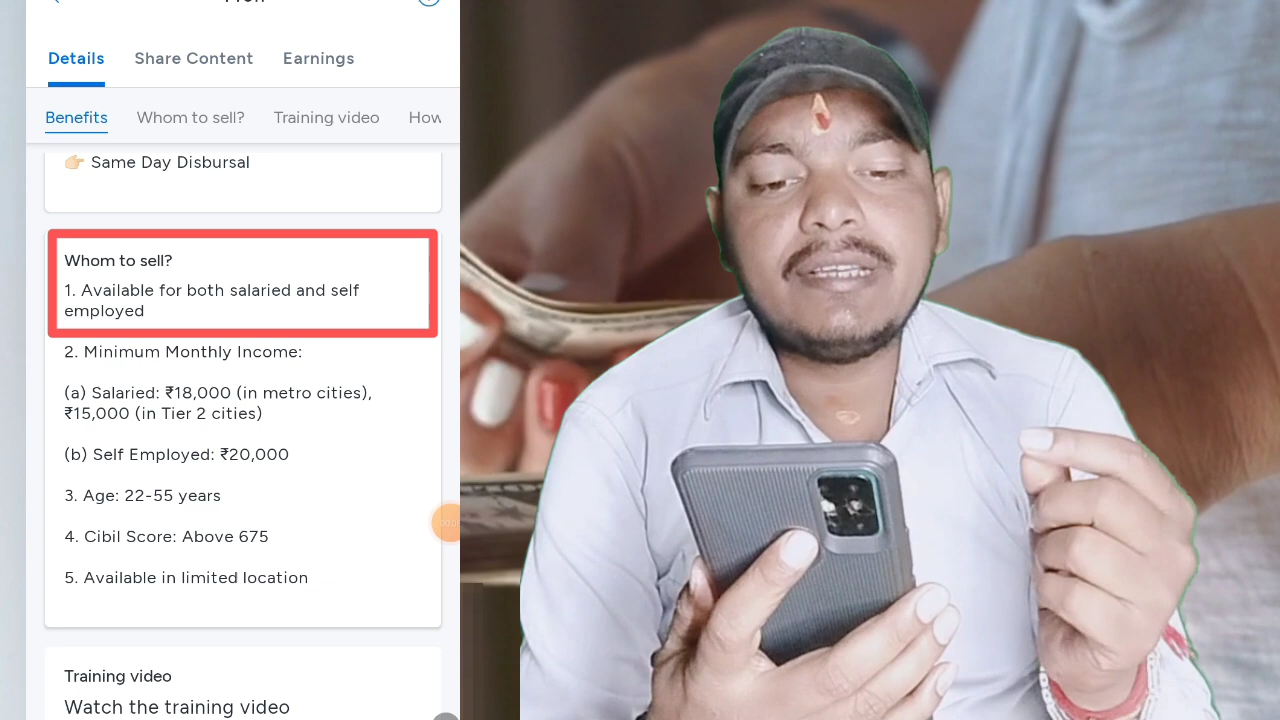 Details Share Content Earnings
Benefits Whom to sell? Training video How
👉 Same Day Disbursal
Whom to sell?
1. Available for both salaried and self
employed
2. Minimum Monthly Income:
(a) Salaried: ₹18,000 (in metro cities),
₹15,000 (in Tier 2 cities)
(b) Self Employed: ₹20,000
3. Age: 22-55 years
4. Cibil Score: Above 675
5. Available in limited location
Training video
Watch the training video